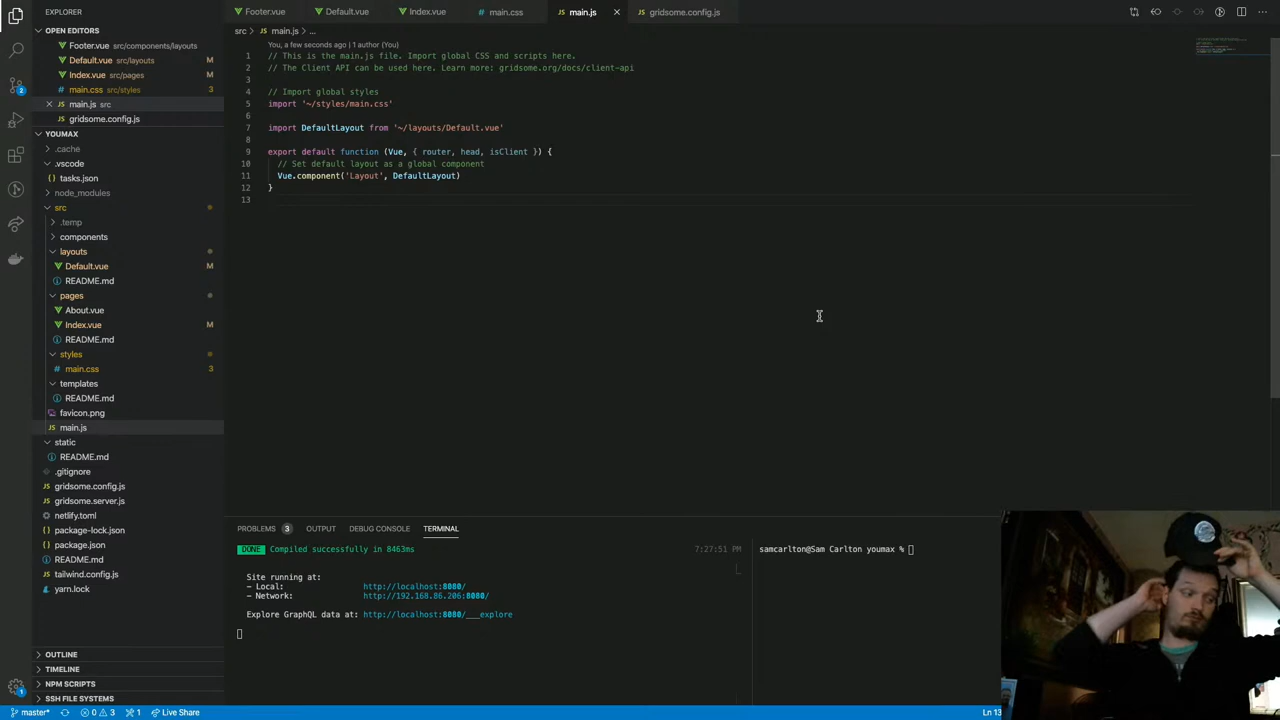 EXPLORER
OPEN EDITORS
Footer.vue src/components/layouts
Default.vue src/layouts M
Index.vue src/pages M
main.css src/styles 3
main.js src
gridsome.config.js
YOUMAX
.cache
.vscode
tasks.json
node_modules
src
.temp
components
layouts
Default.vue M
README.md
pages
About.vue
Index.vue M
README.md
styles
main.css 3
templates
README.md
favicon.png
main.js
static
README.md
.gitignore
gridsome.config.js
gridsome.server.js
netlify.toml
package-lock.json
package.json
README.md
tailwind.config.js
yarn.lock
OUTLINE
TIMELINE
NPM SCRIPTS
SSH FILE SYSTEMS
Footer.vue Default.vue Index.vue main.css main.js gridsome.config.js
src > main.js > ...
You, a few seconds ago | 1 author (You)
1 // This is the main.js file. Import global CSS and scripts here.
2 // The Client API can be used here. Learn more: gridsome.org/docs/client-api
3
4 // Import global styles
5 import '~/styles/main.css'
6
7 import DefaultLayout from '~/layouts/Default.vue'
8
9 export default function (Vue, { router, head, isClient }) {
10 // Set default layout as a global component
11 Vue.component('Layout', DefaultLayout)
12 }
13
PROBLEMS 3 OUTPUT DEBUG CONSOLE TERMINAL
DONE Compiled successfully in 8463ms 7:27:51 PM
Site running at:
- Local: http://localhost:8080/
- Network: http://192.168.86.206:8080/
Explore GraphQL data at: http://localhost:8080/___explore
samcarlton@Sam Carlton youmax %
2
1
master* 0 3 1 Live Share
Ln 13